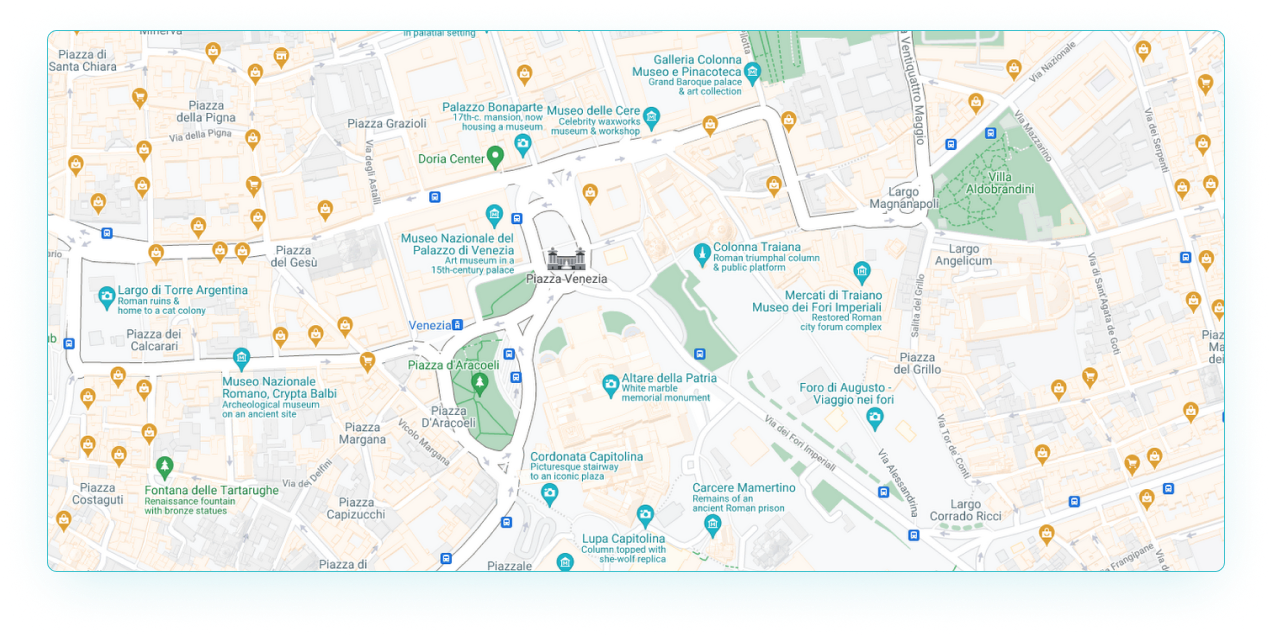 Minerva
in palatial setting
Pilotta
Piazza di
Santa Chiara
Galleria Colonna
Museo e Pinacoteca
Grand Baroque palace
& art collection
Via Ventiquattro Maggio
Via Nazionale
Piazza
della Pigna
Via della Pigna
Piazza Grazioli
Palazzo Bonaparte
17th-c. mansion, now
housing a museum
Museo delle Cere
Celebrity waxworks
museum & workshop
Via Mazzarino
Via dei Serpenti
Via degli Astalli
Doria Center
Villa
Aldobrandini
Largo
Magnanapoli
Museo Nazionale del
Palazzo di Venezia
Art museum in a
15th-century palace
Piazza
del Gesù
Colonna Traiana
Roman triumphal column
& public platform
Largo
Angelicum
Piazza Venezia
Largo di Torre Argentina
Roman ruins &
home to a cat colony
Mercati di Traiano
Museo dei Fori Imperiali
Restored Roman
city forum complex
Salita del Grillo
Via di Sant'Agata de Goti
Venezia
Piazza dei
Calcarari
Piazza
del Grillo
Piazza d'Aracoeli
Museo Nazionale
Romano, Crypta Balbi
Archeological museum
on an ancient site
Altare della Patria
White marble
memorial monument
Foro di Augusto -
Viaggio nei fori
Piazza
D'Aracoeli
Piazza
Margana
Vicolo Margana
Via dei Fori Imperiali
Via Tor de' Conti
Via Alessandrina
Cordonata Capitolina
Picturesque stairway
to an iconic plaza
Via dei Delfini
Piazza
Costaguti
Fontana delle Tartarughe
Renaissance fountain
with bronze statues
Piazza
Capizucchi
Carcere Mamertino
Remains of an
ancient Roman prison
Largo
Corrado Ricci
Lupa Capitolina
Column topped with
she-wolf replica
Piazza di
Piazzale
Frangipane